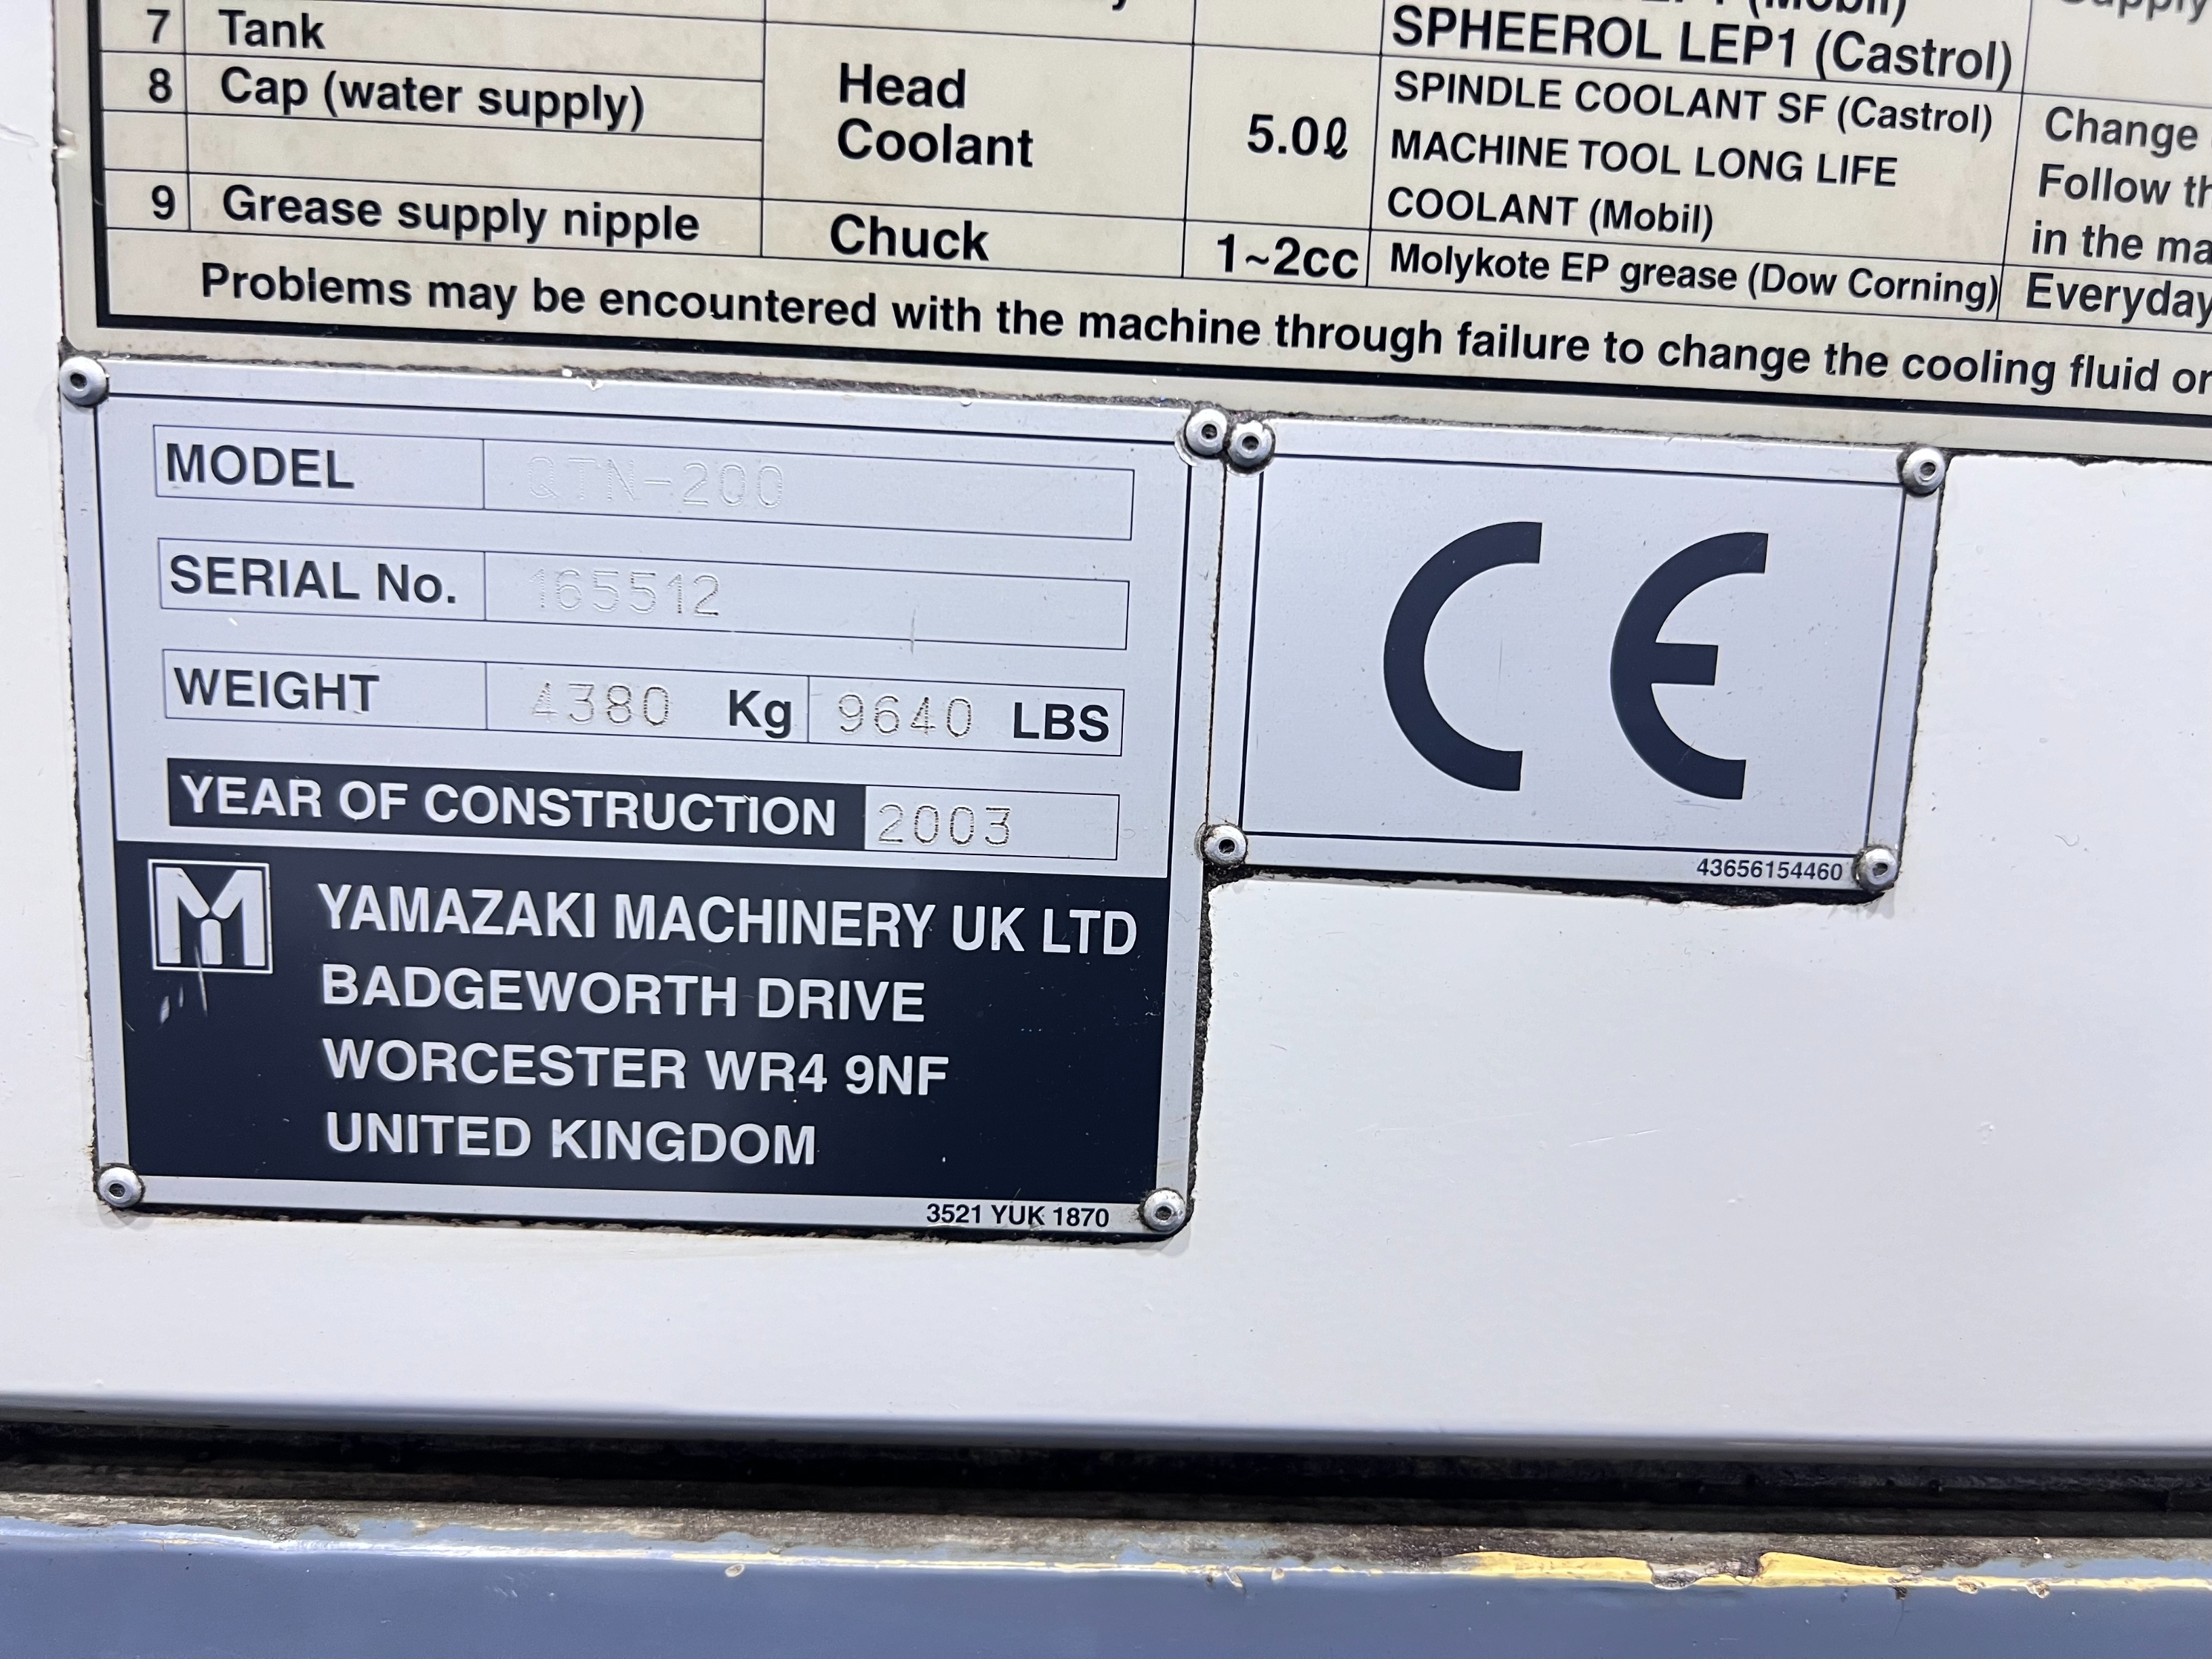 7 Tank
8 Cap (water supply)
Head
Coolant
5.0ℓ
(Mobil)
SPHEEROL LEP1 (Castrol)
SPINDLE COOLANT SF (Castrol)
MACHINE TOOL LONG LIFE
COOLANT (Mobil)
Change
Follow
in the
9 Grease supply nipple
Chuck
1~2cc
Molykote EP grease (Dow Corning)
Everyday
Problems may be encountered with the machine through failure to change the cooling fluid or
MODEL QTN-200
SERIAL No. 165512
WEIGHT 4380 Kg 9640 LBS
YEAR OF CONSTRUCTION 2003
YAMAZAKI MACHINERY UK LTD
BADGEWORTH DRIVE
WORCESTER WR4 9NF
UNITED KINGDOM
3521 YUK 1870
CE
43656154460